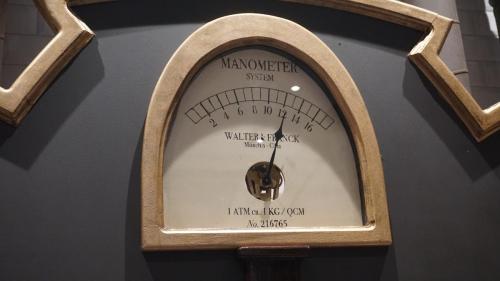 MANOMETER
SYSTEM
2 4 6 8 10 12 14 16
WALTER FRANCK
1 ATM ca. 1 KG / QCM
No. 216765